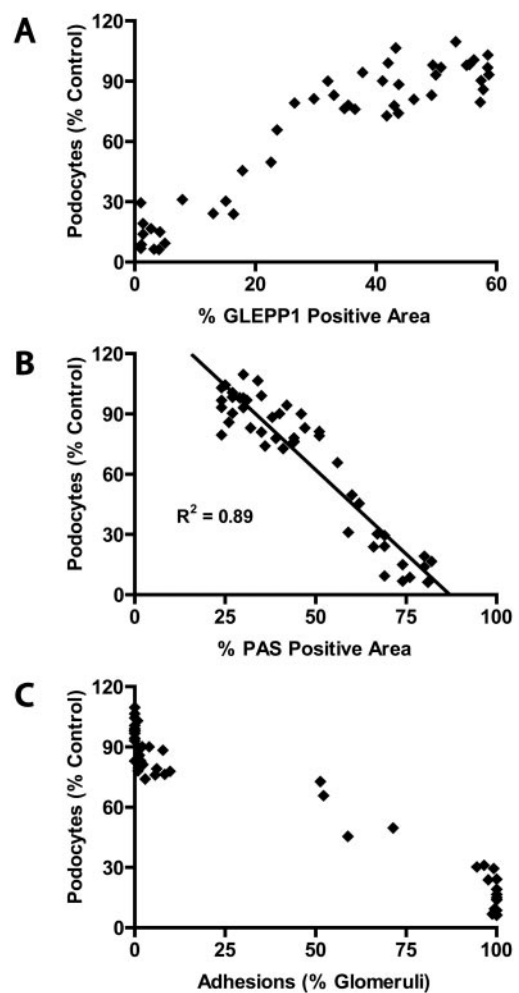 A
Podocytes (% Control)
120
90
60
30
0
0 20 40 60
% GLEPP1 Positive Area
B
Podocytes (% Control)
120
90
60
30
0
R² = 0.89
0 25 50 75 100
% PAS Positive Area
C
Podocytes (% Control)
120
90
60
30
0
0 25 50 75 100
Adhesions (% Glomeruli)